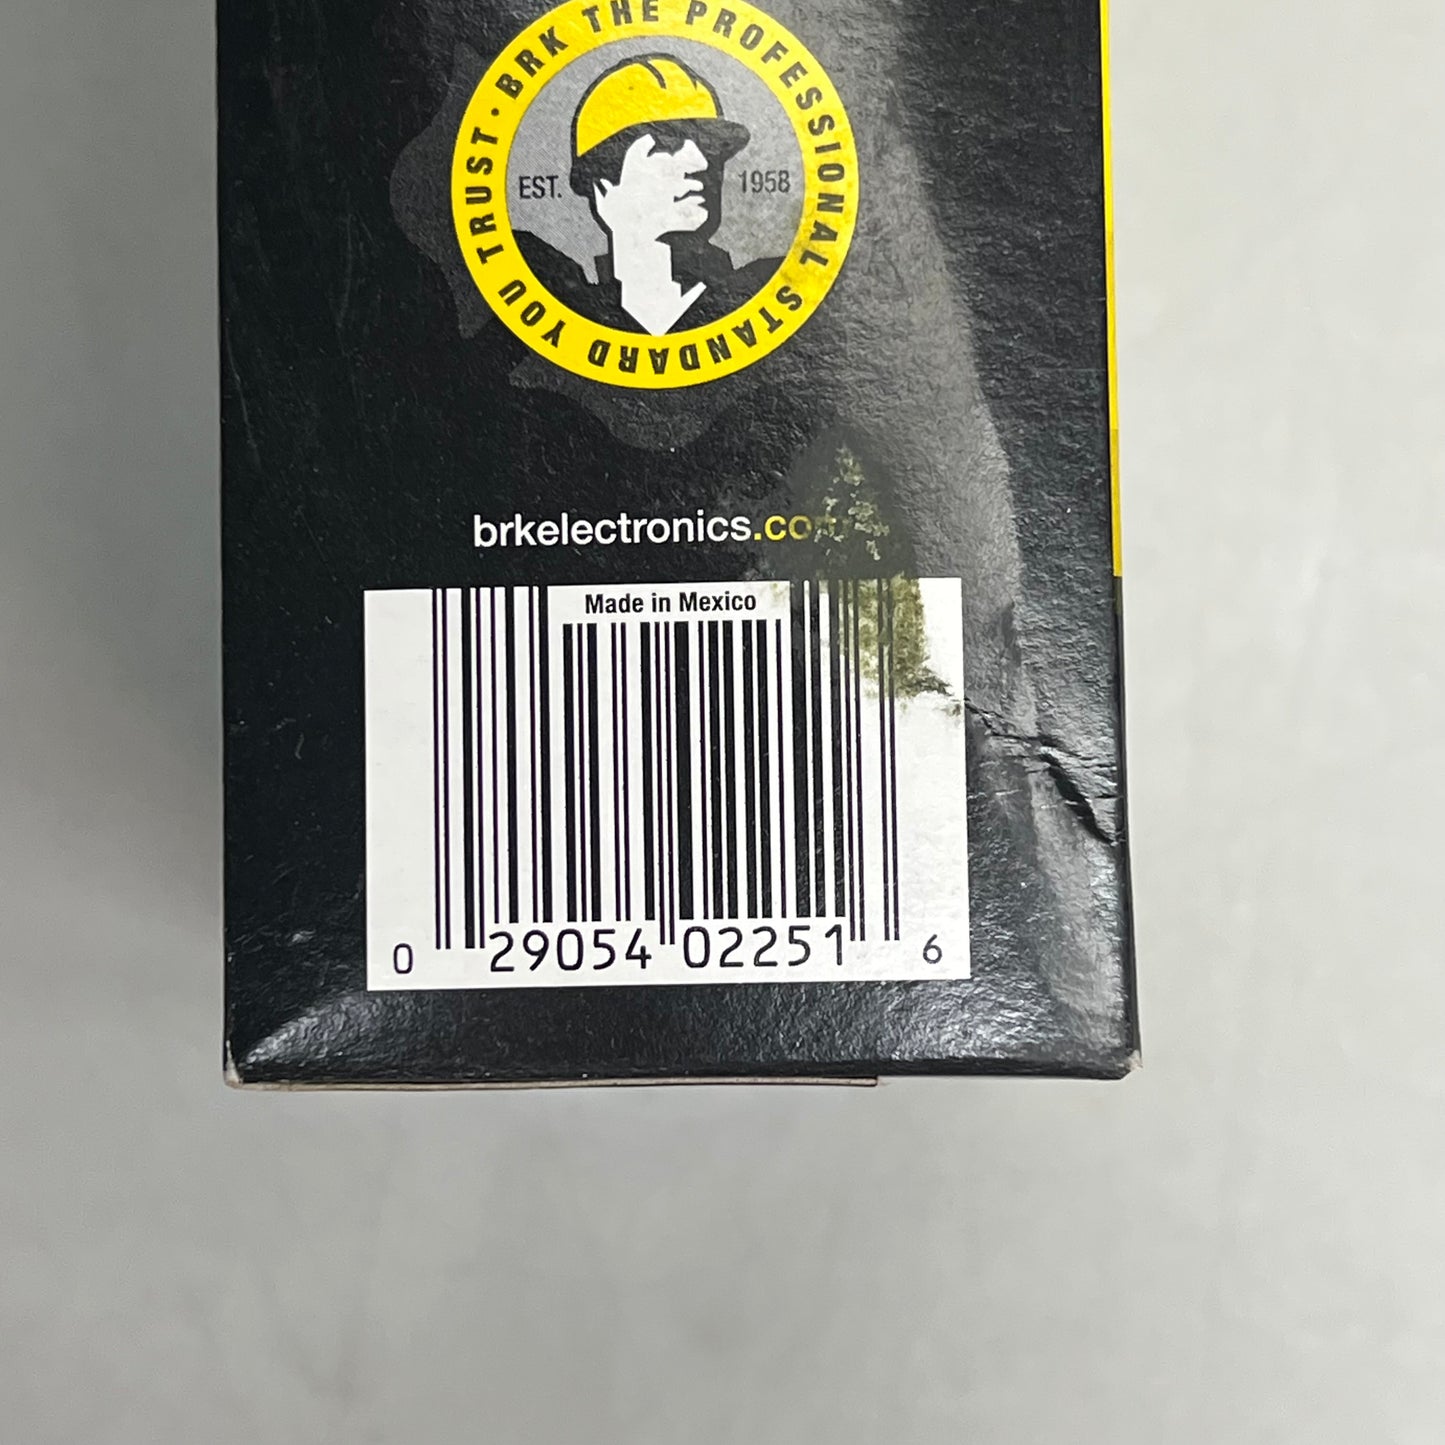 BRK THE PROFESSIONAL STANDARD YOU TRUST •
EST. 1958
brkelectronics.com
Made in Mexico
0 29054 02251 6